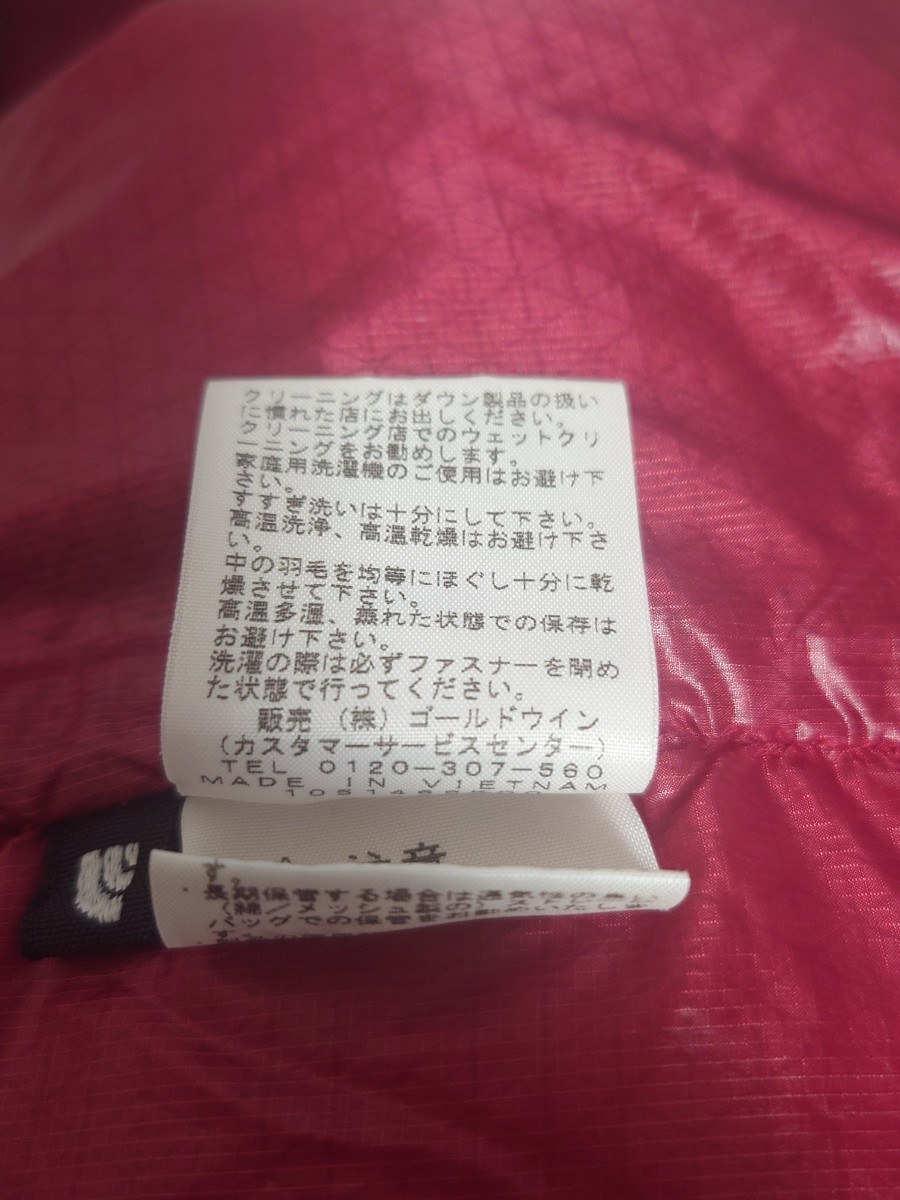 クリーニングはダウン製品の扱い
に慣れた店にお出しください。
クリーニング店でのウェットクリ
ーニングをお勧めします。
家庭用洗濯機のご使用はお避け下
さい。
すすぎ洗いは十分にして下さい。
高温洗浄、高温乾燥はお避け下さ
い。
中の羽毛を均等にほぐし十分に乾
燥させて下さい。
高温多湿、蒸れた状態での保存は
お避け下さい。
洗濯の際は必ずファスナーを閉め
た状態で行ってください。
販売 (株)ゴールドウイン
(カスタマーサービスセンター)
TEL 0120-307-560
MADE IN VIETNAM
注意
す。